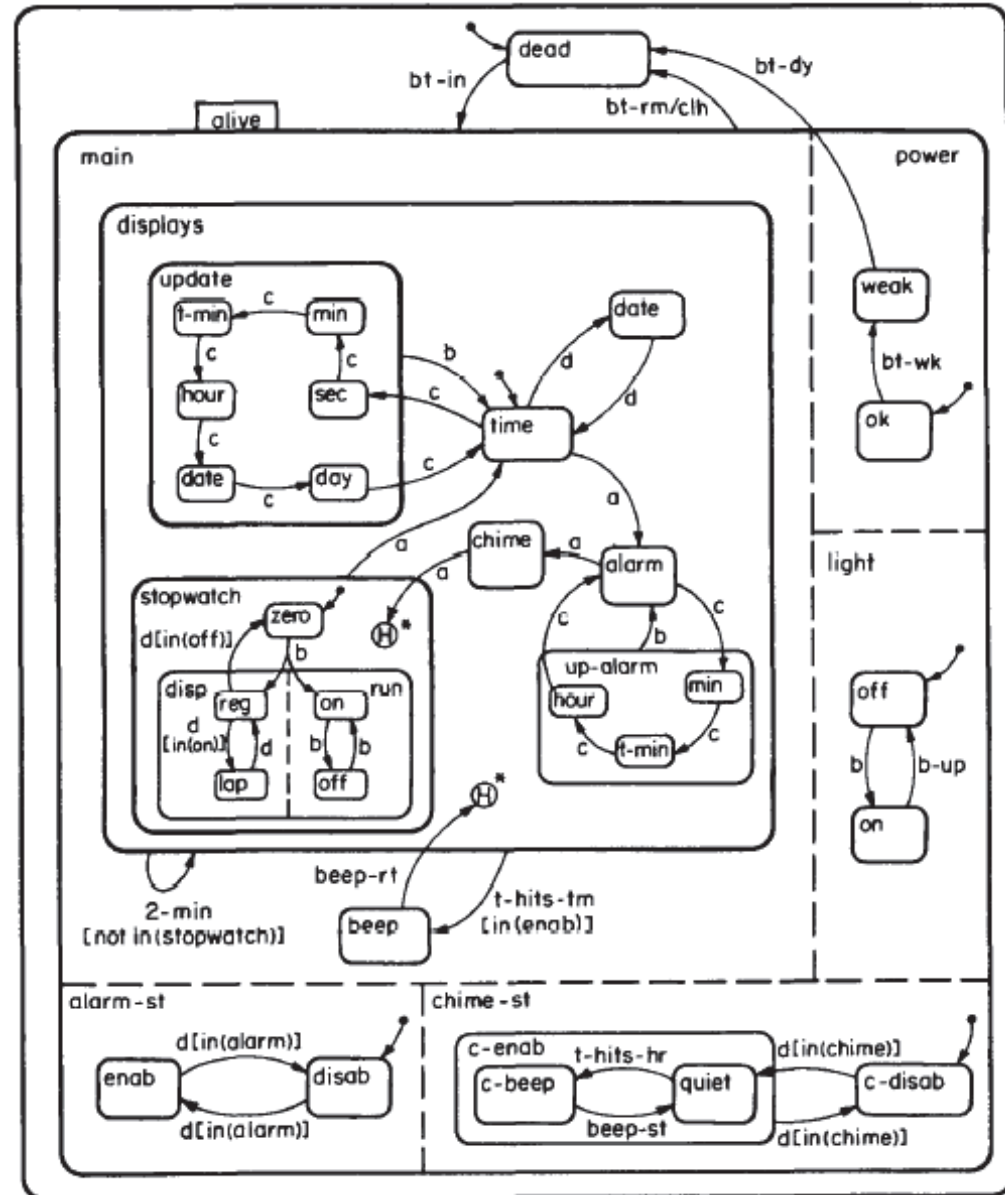 dead
bt-in
bt-dy
bt-rm/clh
alive
main
power
displays
update
t-min
c
min
c
c
hour
sec
c
date
c
day
c
b
c
time
date
d
d
a
weak
bt-wk
ok
a
chime
a
a
alarm
c
c
b
up-alarm
hour
min
t-min
c
c
H*
stopwatch
zero
d[in(off)]
b
disp
run
reg
on
d
[in(on)]
d
b
b
lap
off
H*
light
off
b
b-up
on
beep-rt
t-hits-tm
[in(enab)]
beep
2-min
[not in(stopwatch)]
alarm-st
d[in(alarm)]
enab
disab
d[in(alarm)]
chime-st
c-enab
t-hits-hr
d[in(chime)]
c-beep
quiet
c-disab
beep-st
d[in(chime)]